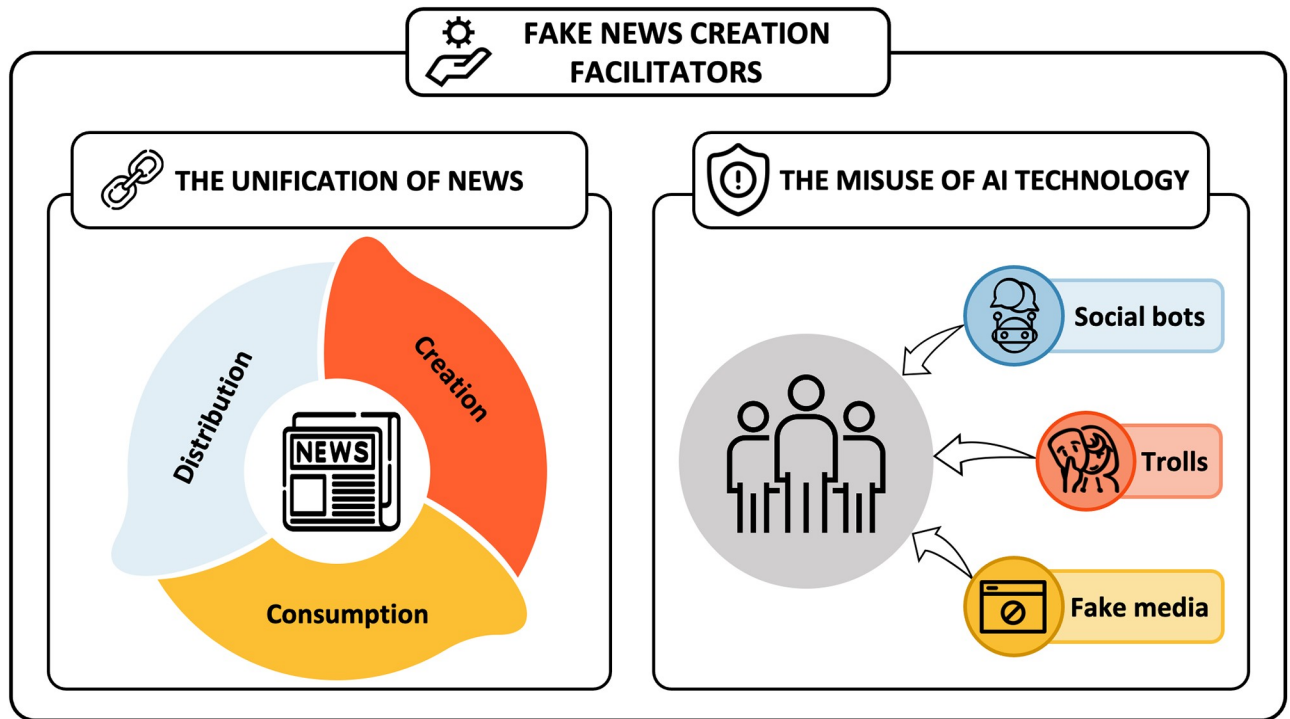 FAKE NEWS CREATION
FACILITATORS
THE UNIFICATION OF NEWS
Distribution
Creation
NEWS
Consumption
THE MISUSE OF AI TECHNOLOGY
Social bots
Trolls
Fake media